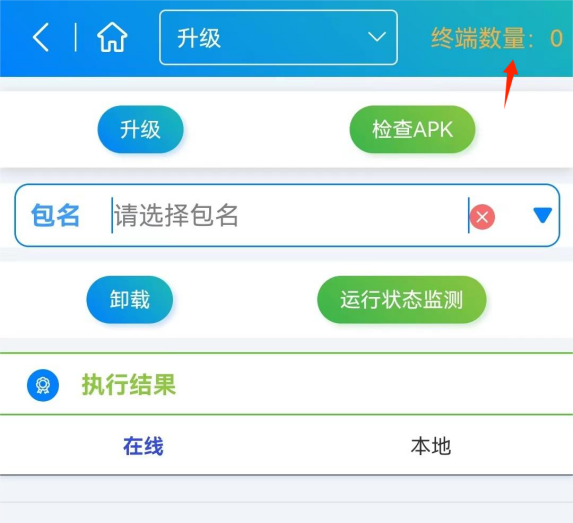 升级 终端数量：0
升级 检查APK
包名 请选择包名
卸载 运行状态监测
执行结果
在线 本地